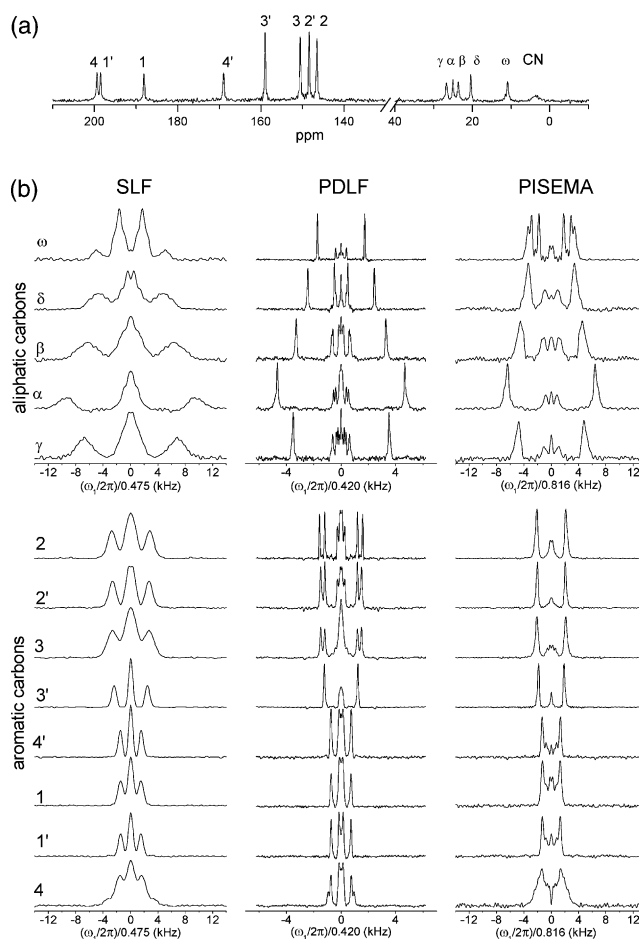 (a)
3'
3 2' 2
4 1'
1
4'
γ α β δ
ω
CN
200
180
160
140
40
20
0
ppm
(b)
SLF
PDLF
PISEMA
aliphatic carbons
ω
δ
β
α
γ
-12 -8 -4 0 4 8 12
-4 0 4
-12 -8 -4 0 4 8 12
(ω₁/2π)/0.475 (kHz)
(ω₁/2π)/0.420 (kHz)
(ω₁/2π)/0.816 (kHz)
aromatic carbons
2
2'
3
3'
4'
1
1'
4
-12 -8 -4 0 4 8 12
-4 0 4
-12 -8 -4 0 4 8 12
(ω₁/2π)/0.475 (kHz)
(ω₁/2π)/0.420 (kHz)
(ω₁/2π)/0.816 (kHz)